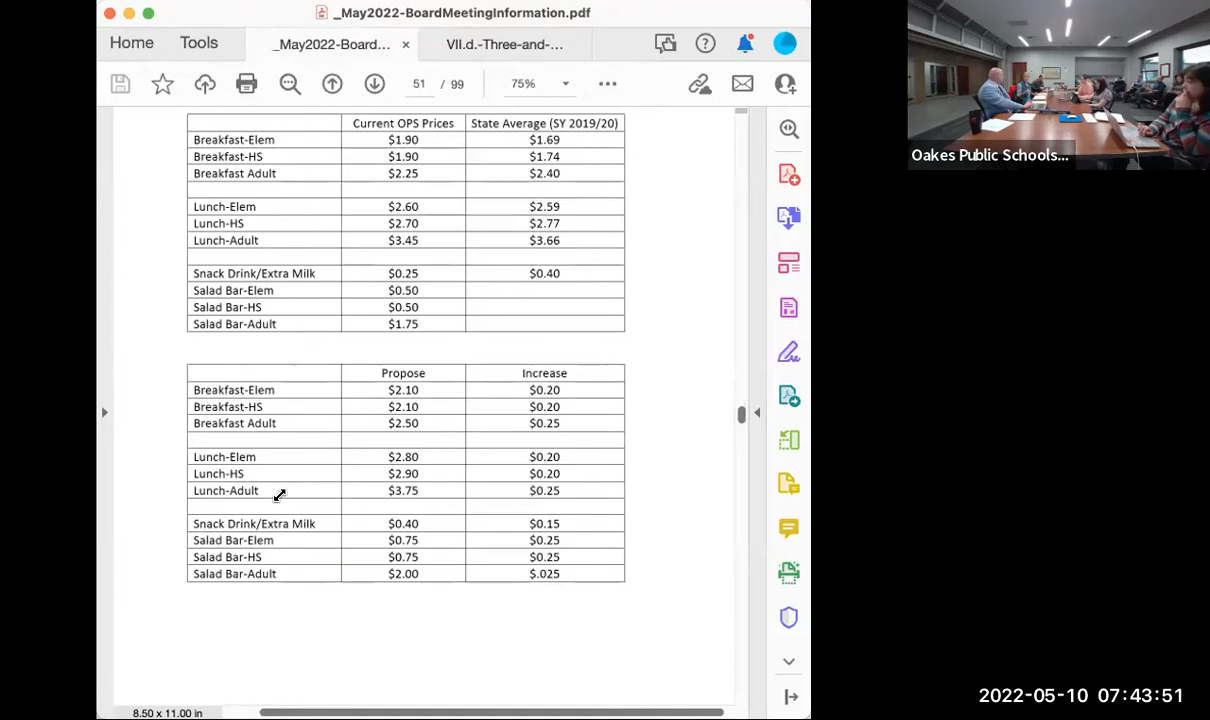 _May2022-BoardMeetingInformation.pdf
Home Tools _May2022-Board... × VII.d.-Three-and-...
51 / 99 75%
Current OPS Prices State Average (SY 2019/20)
Breakfast-Elem $1.90 $1.69
Breakfast-HS $1.90 $1.74
Breakfast Adult $2.25 $2.40
Lunch-Elem $2.60 $2.59
Lunch-HS $2.70 $2.77
Lunch-Adult $3.45 $3.66
Snack Drink/Extra Milk $0.25 $0.40
Salad Bar-Elem $0.50
Salad Bar-HS $0.50
Salad Bar-Adult $1.75
Propose Increase
Breakfast-Elem $2.10 $0.20
Breakfast-HS $2.10 $0.20
Breakfast Adult $2.50 $0.25
Lunch-Elem $2.80 $0.20
Lunch-HS $2.90 $0.20
Lunch-Adult $3.75 $0.25
Snack Drink/Extra Milk $0.40 $0.15
Salad Bar-Elem $0.75 $0.25
Salad Bar-HS $0.75 $0.25
Salad Bar-Adult $2.00 $.025
8.50 x 11.00 in
Oakes Public Schools...
2022-05-10 07:43:51